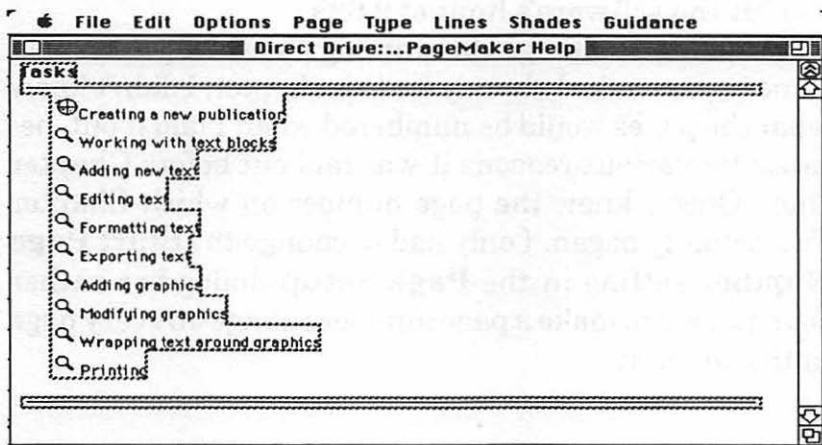 File Edit Options Page Type Lines Shades Guidance
Direct Drive:...PageMaker Help
Tasks
Creating a new publication
Working with text blocks
Adding new text
Editing text
Formatting text
Exporting text
Adding graphics
Modifying graphics
Wrapping text around graphics
Printing